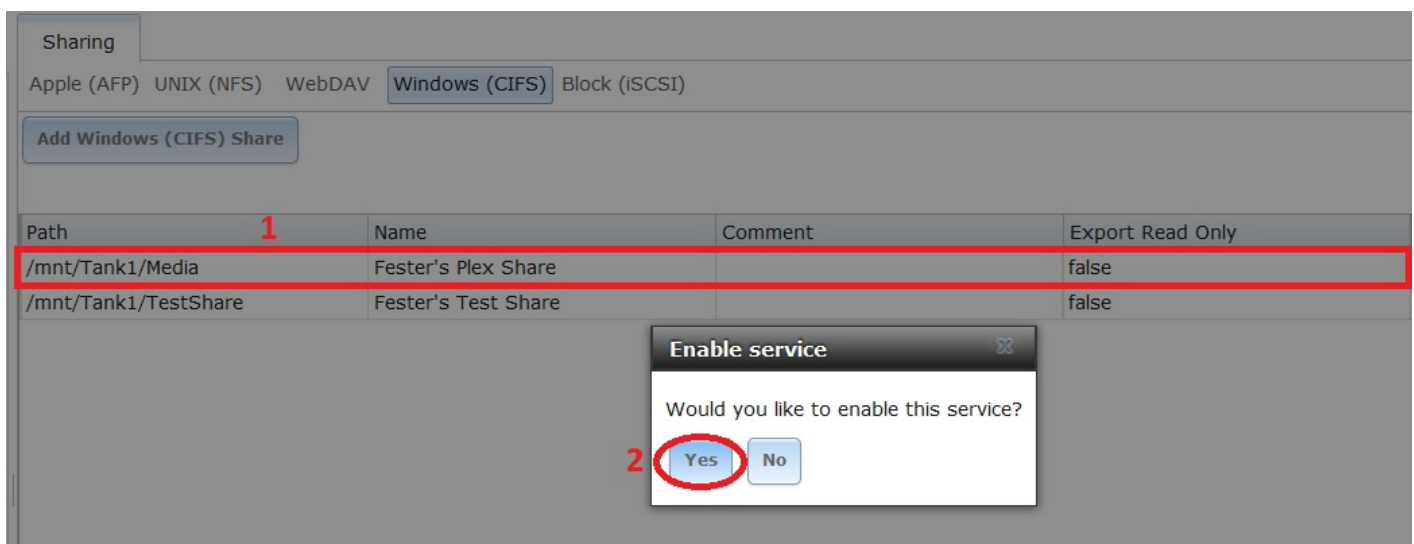 Sharing
Apple (AFP) UNIX (NFS) WebDAV Windows (CIFS) Block (iSCSI)
Add Windows (CIFS) Share
Path 1 Name Comment Export Read Only
/mnt/Tank1/Media Fester's Plex Share false
/mnt/Tank1/TestShare Fester's Test Share false
Enable service
Would you like to enable this service?
2 Yes No